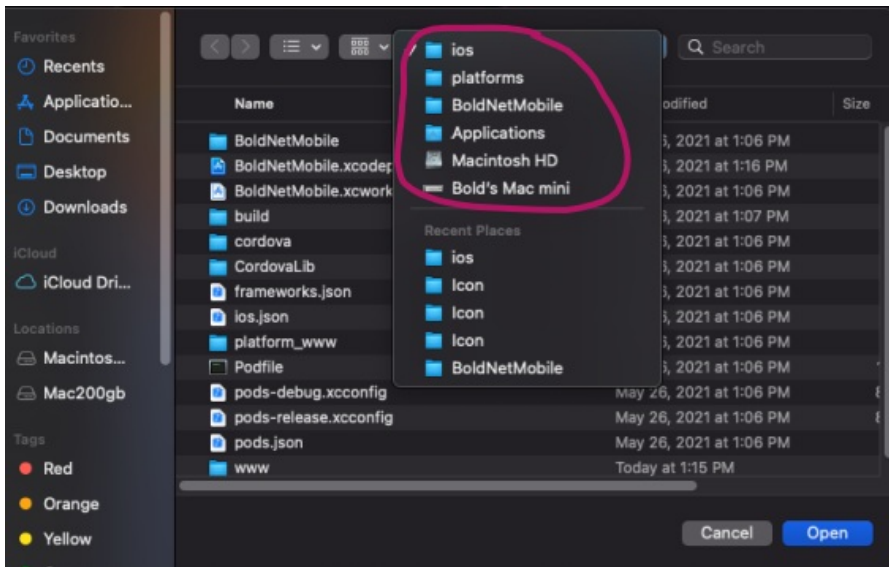 Favorites
Recents
Applicatio...
Documents
Desktop
Downloads
iCloud
iCloud Dri...
Locations
Macintos...
Mac200gb
Tags
Red
Orange
Yellow
Search
ios
platforms
BoldNetMobile
Applications
Macintosh HD
Bold's Mac mini
Recent Places
ios
Icon
Icon
Icon
BoldNetMobile
Name
odified
Size
BoldNetMobile
, 2021 at 1:06 PM
BoldNetMobile.xcodep
, 2021 at 1:16 PM
BoldNetMobile.xcwork
, 2021 at 1:06 PM
build
, 2021 at 1:07 PM
cordova
, 2021 at 1:06 PM
CordovaLib
, 2021 at 1:06 PM
frameworks.json
, 2021 at 1:06 PM
ios.json
, 2021 at 1:06 PM
platform_www
, 2021 at 1:06 PM
Podfile
, 2021 at 1:06 PM
pods-debug.xcconfig
May 26, 2021 at 1:06 PM
pods-release.xcconfig
May 26, 2021 at 1:06 PM
pods.json
May 26, 2021 at 1:06 PM
www
Today at 1:15 PM
Cancel
Open